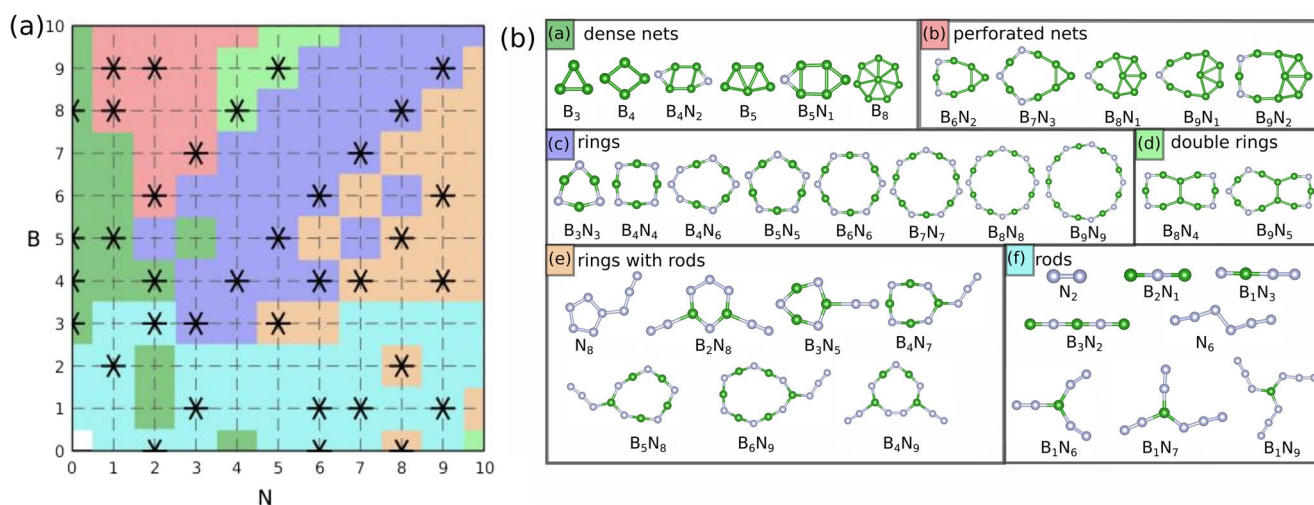 (a)
10
9
8
7
6
B 5
4
3
2
1
0
0 1 2 3 4 5 6 7 8 9 10
N
(b)
(a) dense nets
B3 B4 B4N2 B5 B5N1 B8
(b) perforated nets
B6N2 B7N3 B8N1 B9N1 B9N2
(c) rings
B3N3 B4N4 B4N6 B5N5 B6N6 B7N7 B8N8 B9N9
(d) double rings
B8N4 B9N5
(e) rings with rods
N8 B2N8 B3N5 B4N7
B5N8 B6N9 B4N9
(f) rods
N2 B2N1 B1N3
B3N2 N6
B1N6 B1N7 B1N9